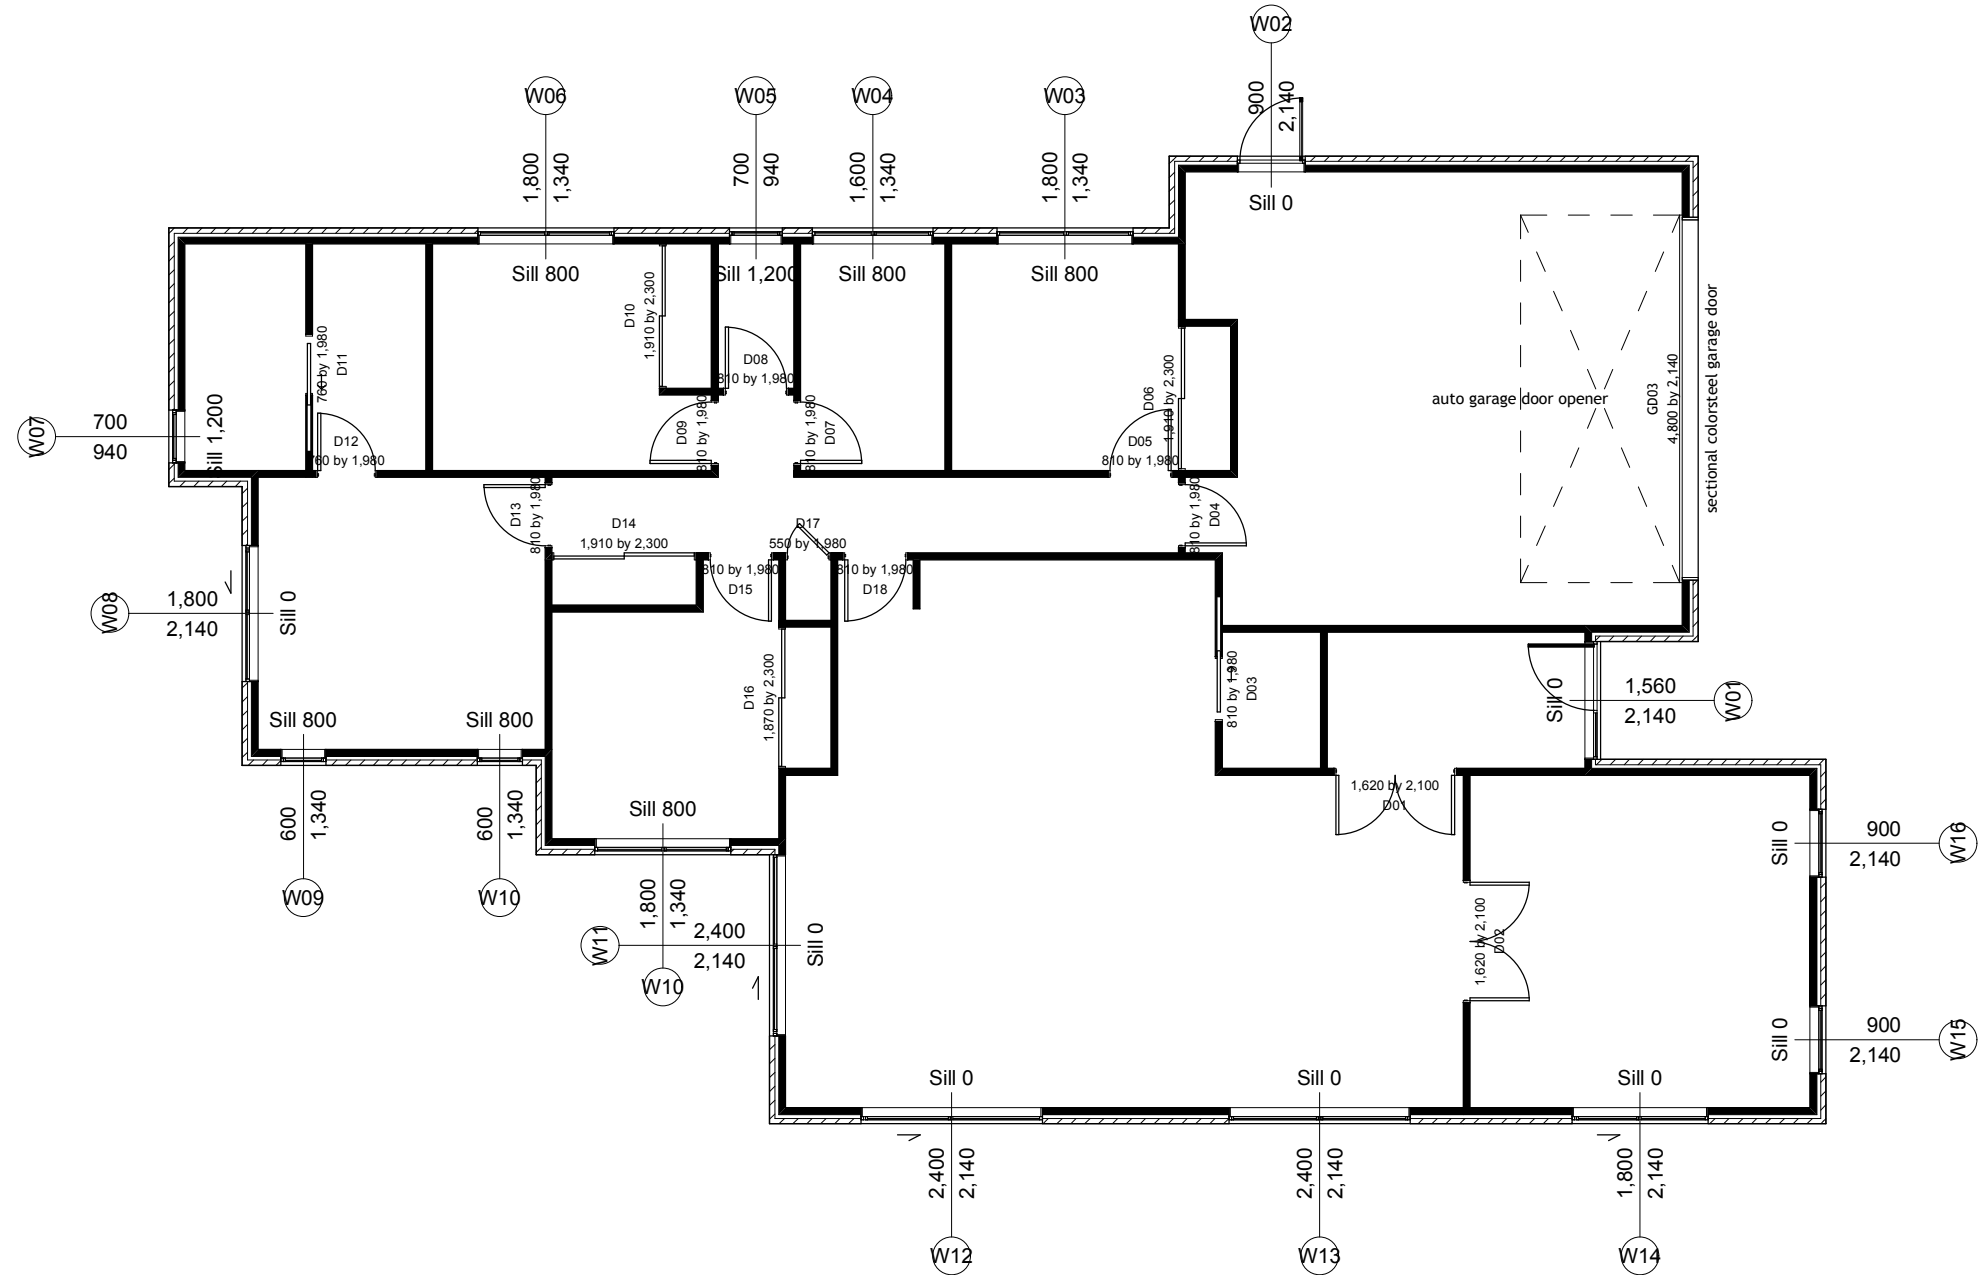 W02
900
2,140
Sill 0
W06
1,800
1,340
Sill 800
W05
700
940
Sill 1,200
W04
1,600
1,340
Sill 800
W03
1,800
1,340
Sill 800
D10
1,910 by 2,300
D11
760 by 1,980
D08
810 by 1,980
D06
1,910 by 2,300
auto garage door opener
GD03
4,800 by 2,140
sectional colorsteel garage door
W07
700
940
Sill 1,200
D12
760 by 1,980
D09
810 by 1,980
D07
810 by 1,980
D05
810 by 1,980
D13
810 by 1,980
D14
1,910 by 2,300
D17
550 by 1,980
D04
810 by 1,980
810 by 1,980
D15
810 by 1,980
D18
W08
1,800
2,140
Sill 0
D16
1,870 by 2,300
D03
810 by 1,980
Sill 0
1,560
2,140
W01
Sill 800
600
1,340
W09
Sill 800
600
1,340
W10
Sill 800
1,800
1,340
W10
1,620 by 2,100
D01
W11
2,400
2,140
Sill 0
1,620 by 2,100
D02
Sill 0
900
2,140
W16
Sill 0
900
2,140
W15
Sill 0
2,400
2,140
W12
Sill 0
2,400
2,140
W13
Sill 0
1,800
2,140
W14